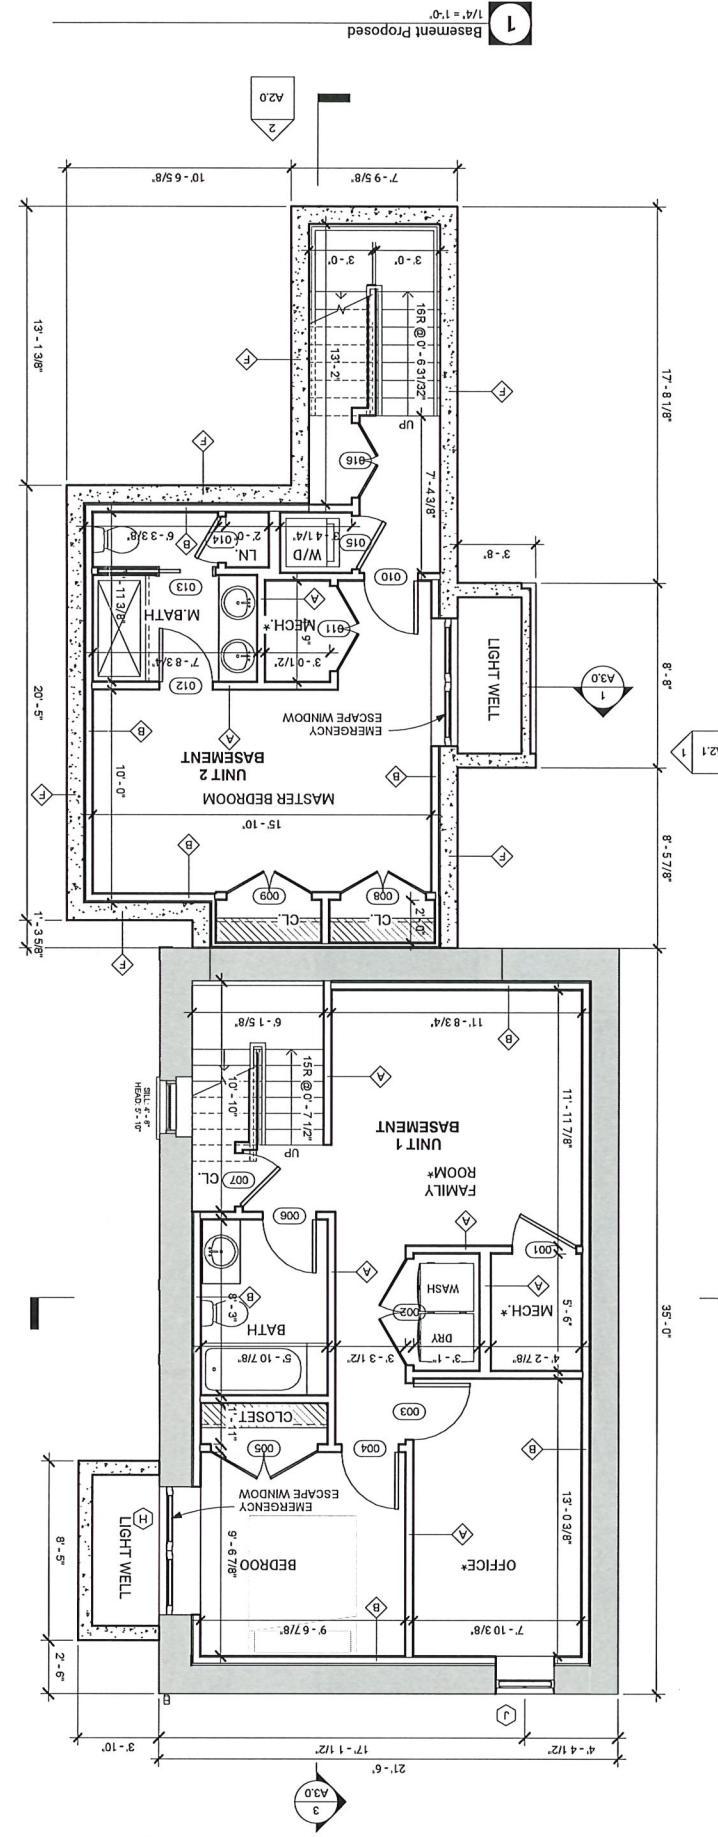 1
Basement Proposed
1/4" = 1'-0"
3
A3.0
21' - 6"
4' - 4 1/2"
17' - 1 1/2"
3' - 10"
J
2' - 6"
8' - 5"
35' - 0"
7' - 10 3/8"
9' - 6 7/8"
B
13' - 0 3/8"
OFFICE*
A
BEDROO
9' - 6 7/8"
EMERGENCY
ESCAPE WINDOW
LIGHT WELL
H
B
003
004
005
CLOSET
1' - 11"
4' - 2 7/8"
3' - 1"
3' - 3 1/2"
5' - 10 7/8"
MECH.*
5' - 6"
DRY
WASH
002
BATH
8' - 3"
B
A
A
A
001
006
FAMILY
ROOM*
UNIT 1
BASEMENT
007
CL.
UP
15R @ 0' - 7 1/2"
10' - 10"
SILL: 4' - 8"
HEAD: 5' - 10"
11' - 11 7/8"
A
B
11' - 8 3/4"
6' - 1 5/8"
F
1' - 3 5/8"
CL.
CL.
2' - 0"
008
009
B
F
8' - 5 7/8"
15' - 10"
MASTER BEDROOM
UNIT 2
BASEMENT
10' - 0"
B
F
20' - 5"
EMERGENCY
ESCAPE WINDOW
A
B
A2.1
1
1
A3.0
LIGHT WELL
8' - 8"
012
3' - 0 1/2"
7' - 8 3/4"
011
MECH.*
A
M.BATH
013
11 3/8"
010
3' - 8"
015
W/D
3' - 4 1/4"
LN.
2' - 0"
014
6' - 3 3/8"
B
7' - 4 3/8"
016
F
UP
16R @ 0' - 6 31/32"
13' - 2"
F
F
17' - 8 1/8"
13' - 1 3/8"
3' - 0"
3' - 0"
7' - 9 5/8"
10' - 6 5/8"
2
A2.0